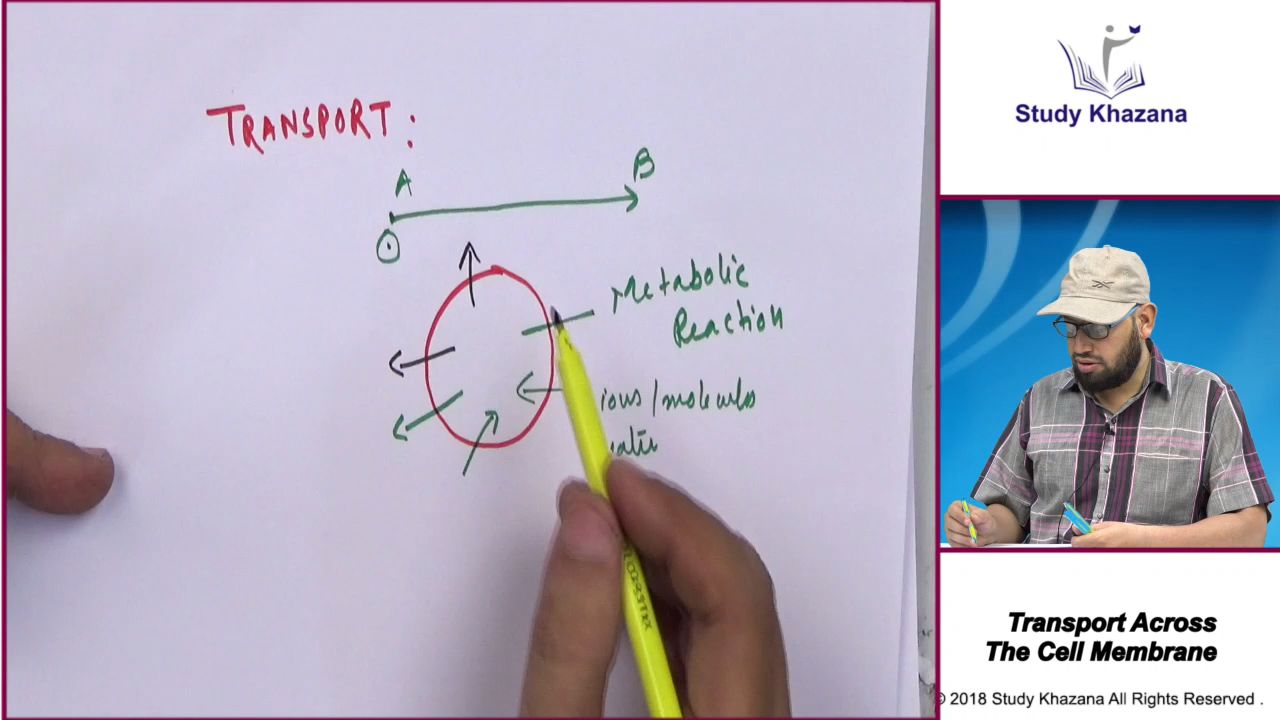 TRANSPORT:
A
B
Metabolic
Reaction
ions/molecules
Study Khazana
Transport Across
The Cell Membrane
© 2018 Study Khazana All Rights Reserved .